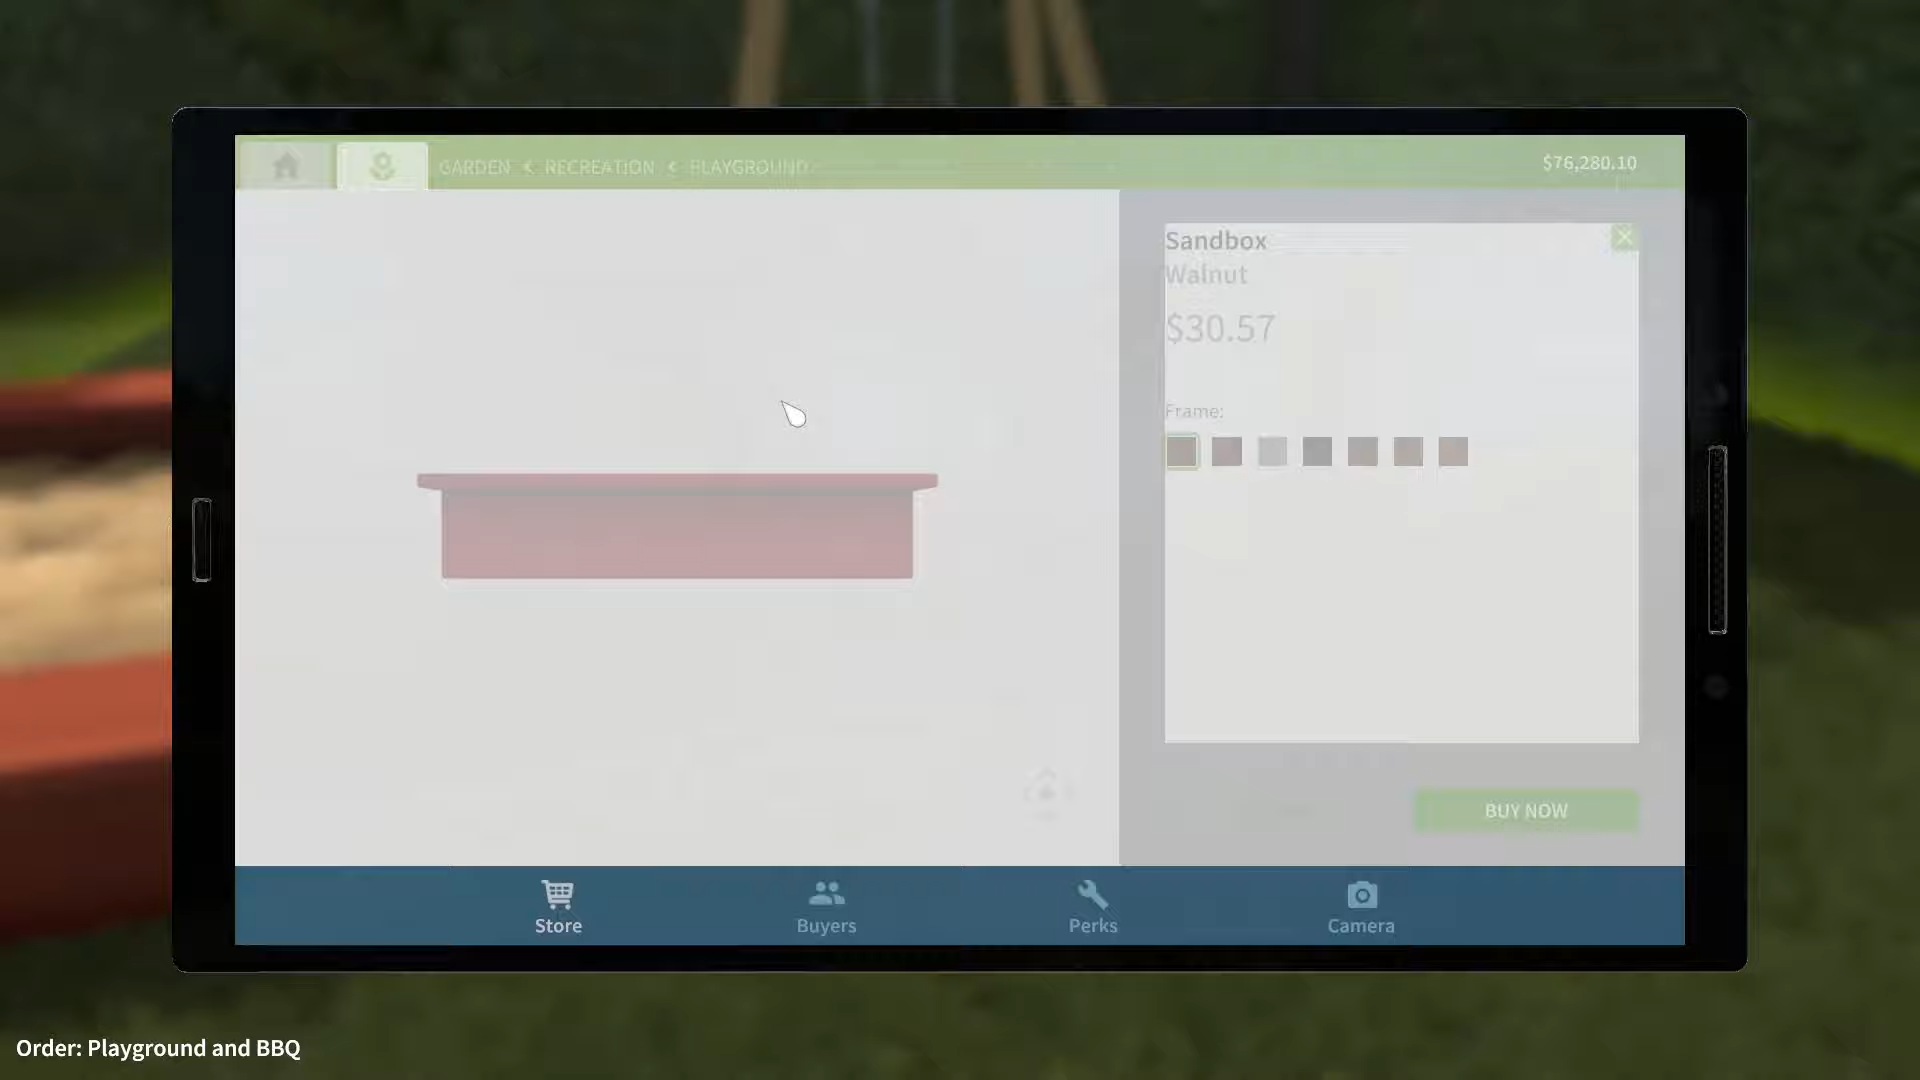 GARDEN < RECREATION < PLAYGROUND
$76,280.10
Sandbox
Walnut
$30.57
Frame:
BUY NOW
Store
Buyers
Perks
Camera
Order: Playground and BBQ